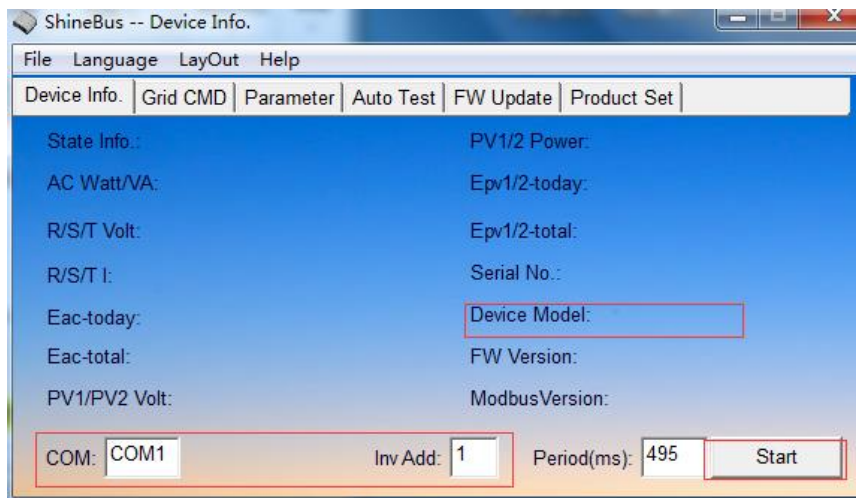 ShineBus -- Device Info.
File Language LayOut Help
Device Info. Grid CMD Parameter Auto Test FW Update Product Set
State Info.: PV1/2 Power:
AC Watt/VA: Epv1/2-today:
R/S/T Volt: Epv1/2-total:
R/S/T I: Serial No.:
Eac-today: Device Model:
Eac-total: FW Version:
PV1/PV2 Volt: ModbusVersion:
COM: COM1 Inv Add: 1 Period(ms): 495 Start